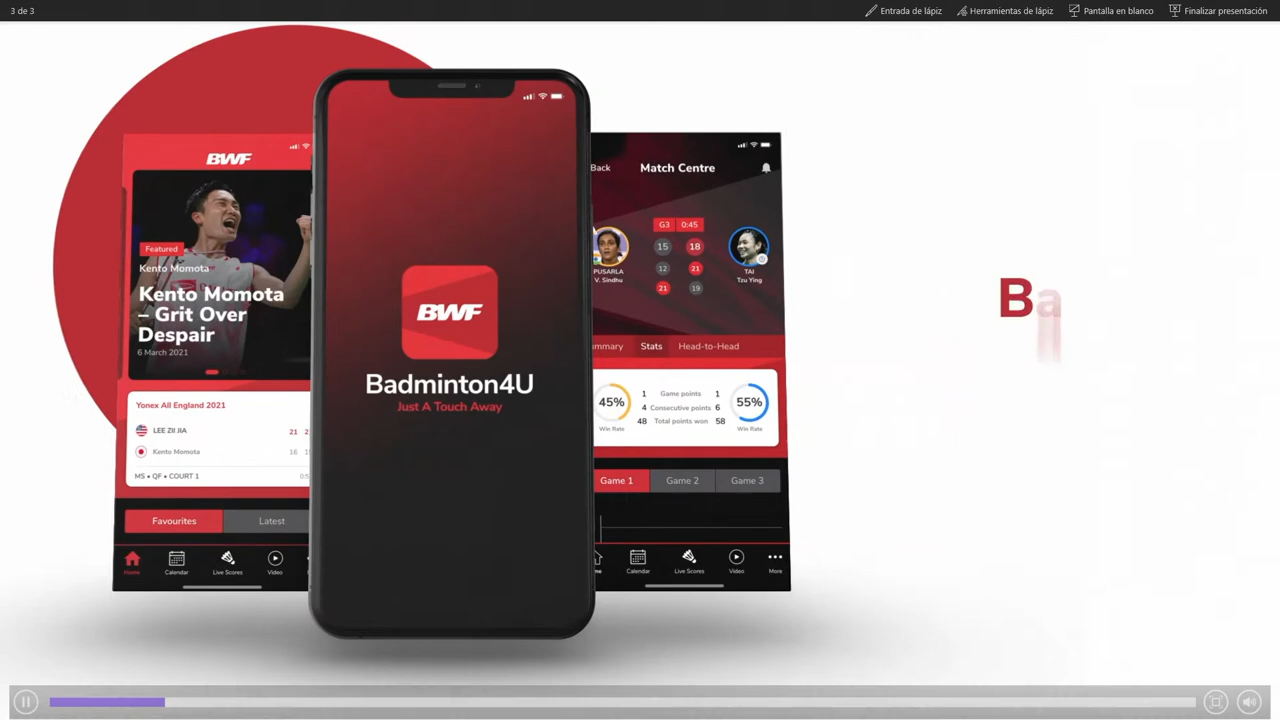 3 de 3
Entrada de lápiz
Herramientas de lápiz
Pantalla en blanco
Finalizar presentación
BWF
Featured
Kento Momota
Kento Momota
– Grit Over
Despair
6 March 2021
Yonex All England 2021
LEE ZII JIA 21
Kento Momota 16
MS • QF • COURT 1
Favourites Latest
Home Calendar Live Scores Video
BWF
Badminton4U
Just A Touch Away
Back Match Centre
G3 0:45
15 18
12 21
21 19
PUSARLA
V. Sindhu
TAI
Tzu Ying
Stats Head-to-Head
45%
Win Rate
1 Game points 1
4 Consecutive points 6
48 Total points won 58
55%
Win Rate
Game 1 Game 2 Game 3
Calendar Live Scores Video More
Ba